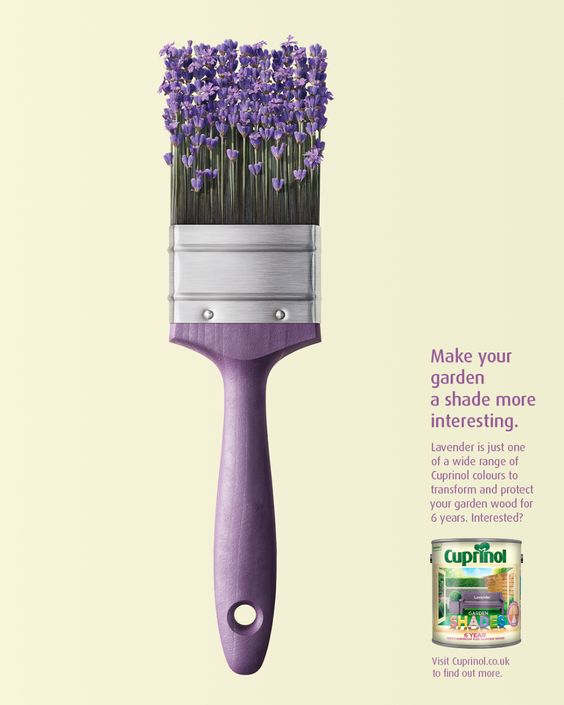 Make your
garden
a shade more
interesting.
Lavender is just one
of a wide range of
Cuprinol colours to
transform and protect
your garden wood for
6 years. Interested?
Cuprinol
Lavender
GARDEN
SHADES
6 YEAR
Visit Cuprinol.co.uk
to find out more.